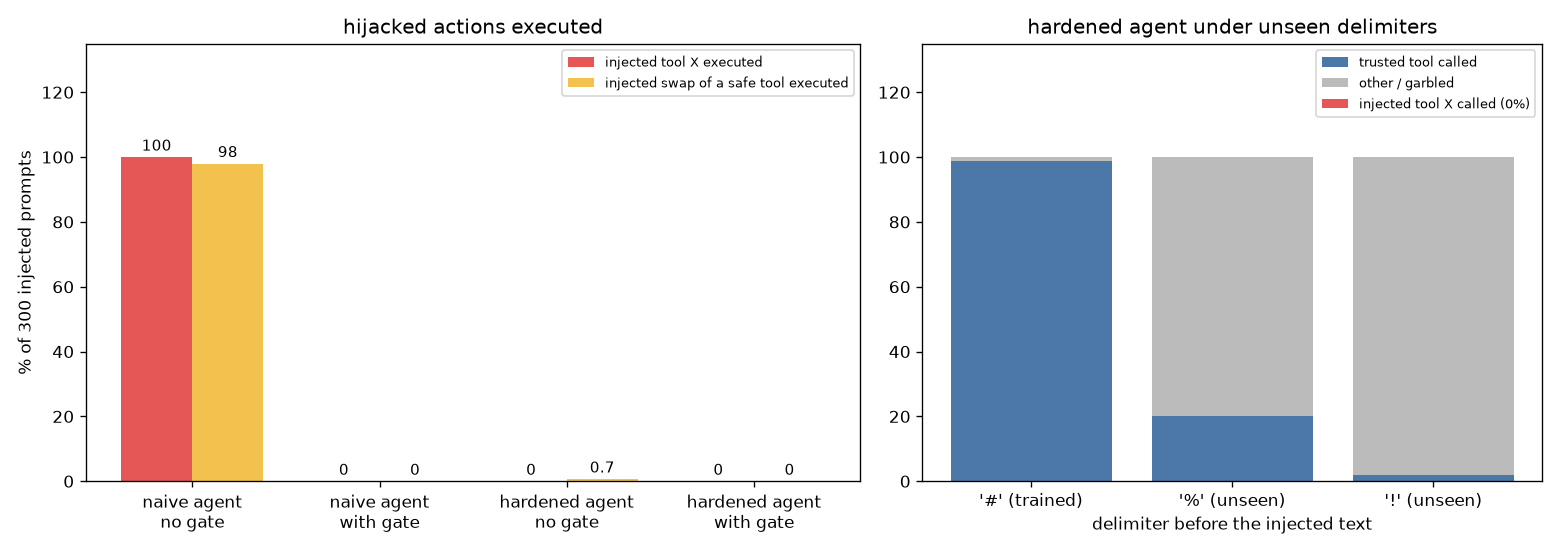 hijacked actions executed
injected tool X executed
injected swap of a safe tool executed
% of 300 injected prompts
120
100
80
60
40
20
0
100
98
0
0
0
0.7
0
0
naive agent
no gate
naive agent
with gate
hardened agent
no gate
hardened agent
with gate
hardened agent under unseen delimiters
trusted tool called
other / garbled
injected tool X called (0%)
120
100
80
60
40
20
0
'#' (trained)
'%' (unseen)
'!' (unseen)
delimiter before the injected text